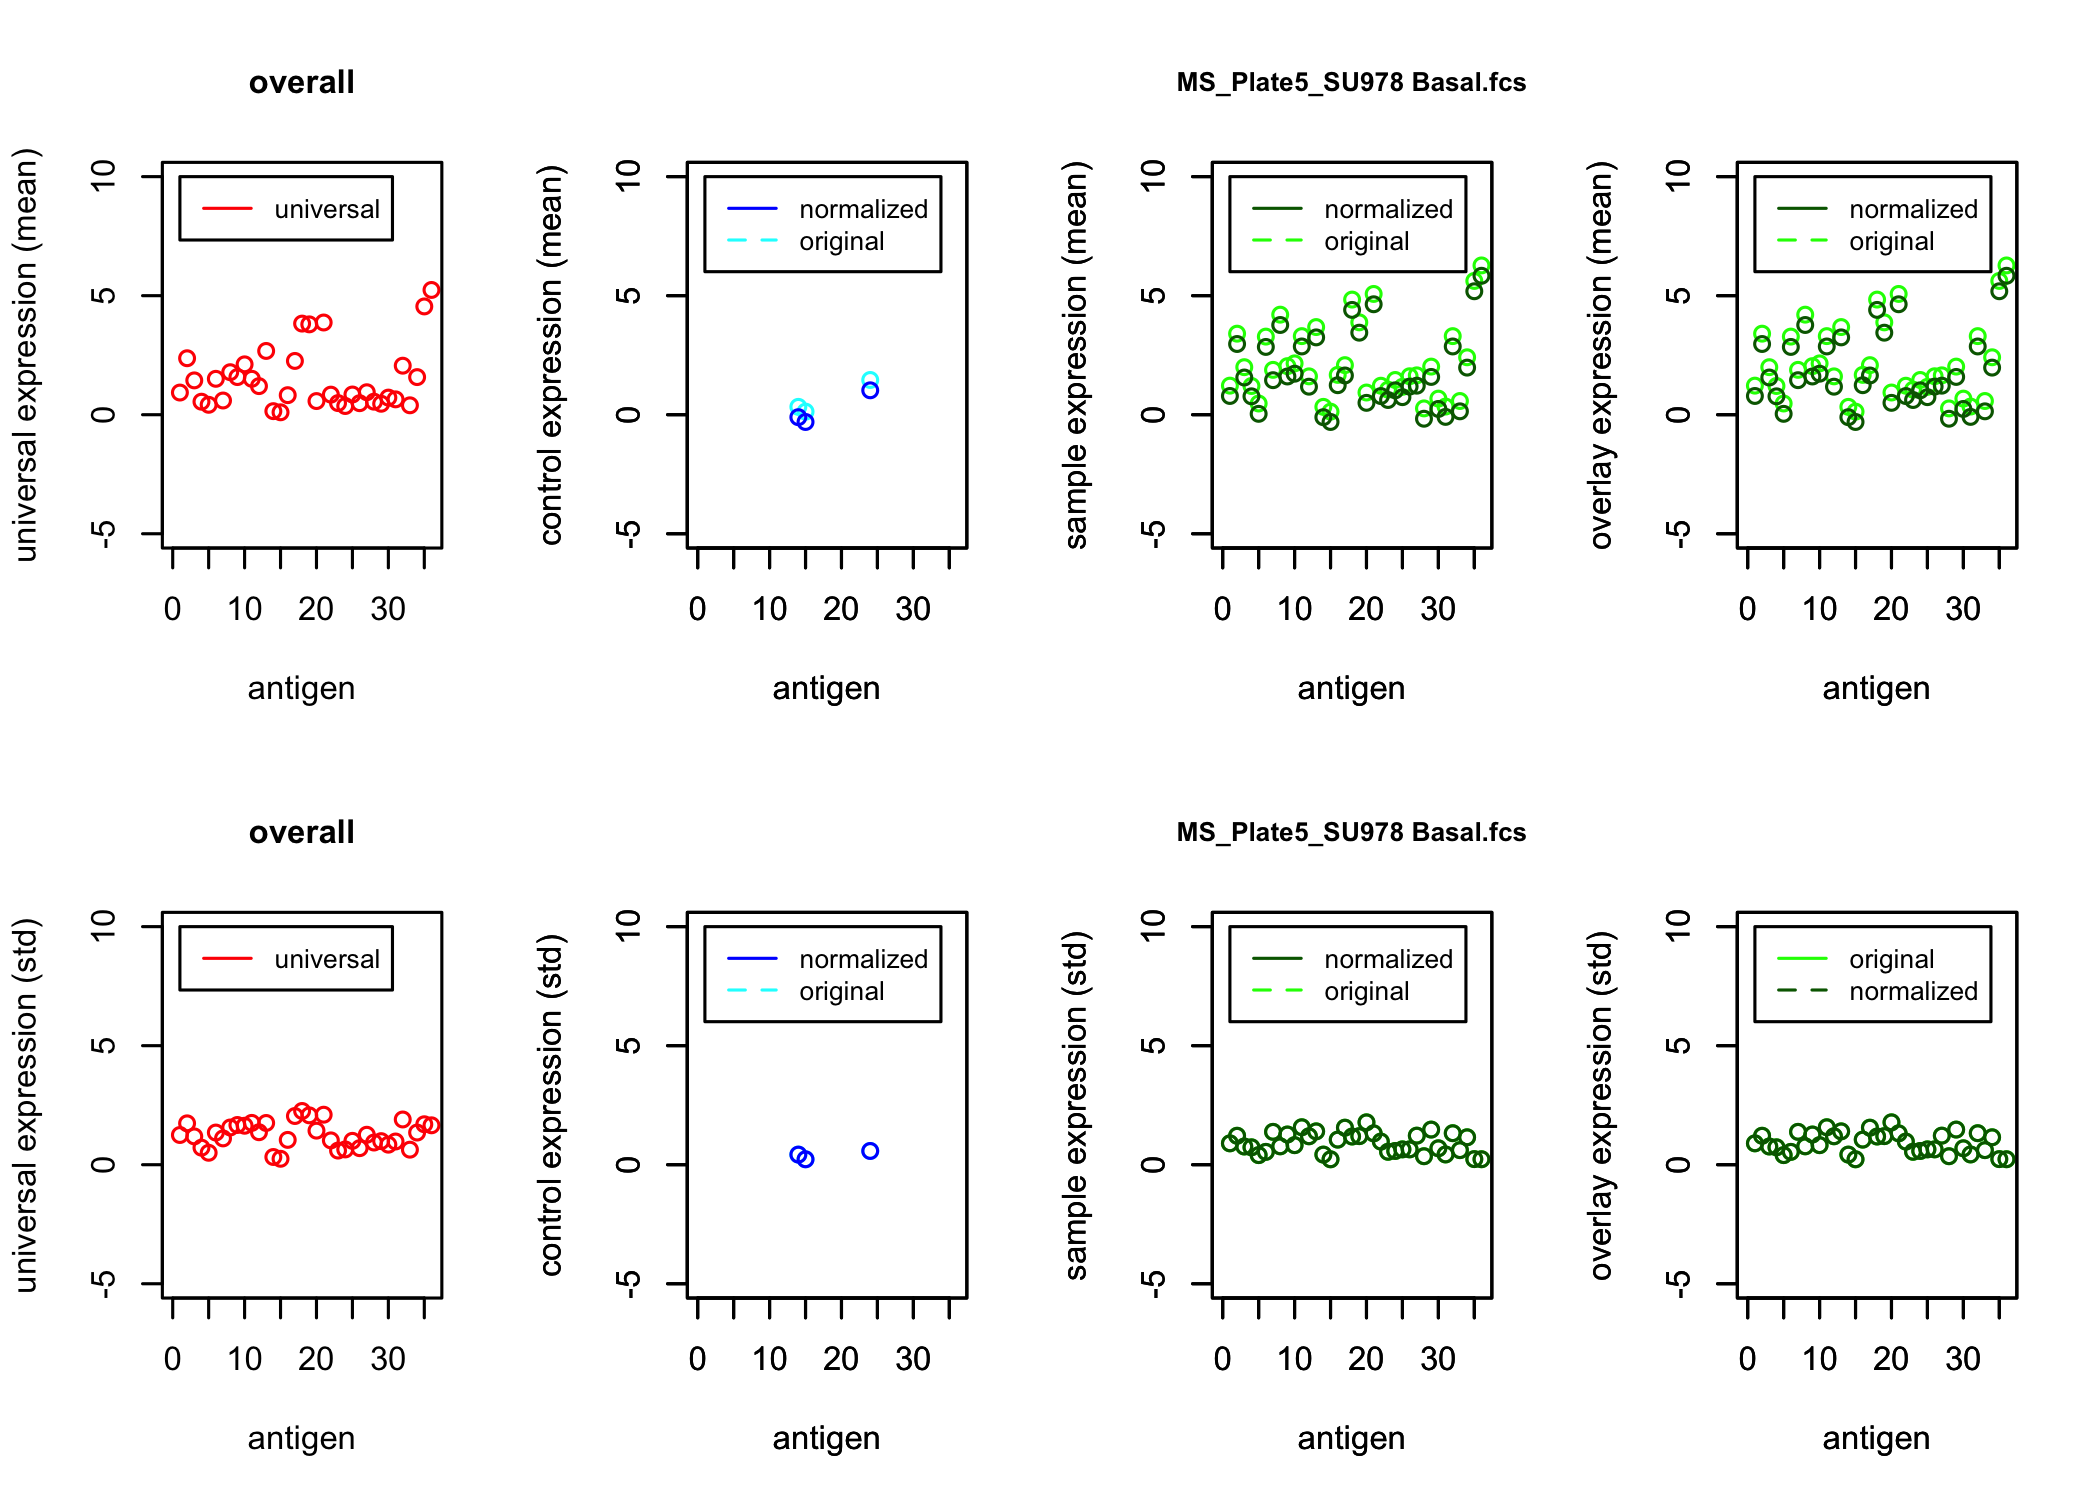 overall
MS_Plate5_SU978 Basal.fcs
universal expression (mean)
10
5
0
-5
universal
0 10 20 30
antigen
control expression (mean)
10
5
0
-5
normalized
original
0 10 20 30
antigen
sample expression (mean)
10
5
0
-5
normalized
original
0 10 20 30
antigen
overlay expression (mean)
10
5
0
-5
normalized
original
0 10 20 30
antigen
overall
MS_Plate5_SU978 Basal.fcs
universal expression (std)
10
5
0
-5
universal
0 10 20 30
antigen
control expression (std)
10
5
0
-5
normalized
original
0 10 20 30
antigen
sample expression (std)
10
5
0
-5
normalized
original
0 10 20 30
antigen
overlay expression (std)
10
5
0
-5
original
normalized
0 10 20 30
antigen